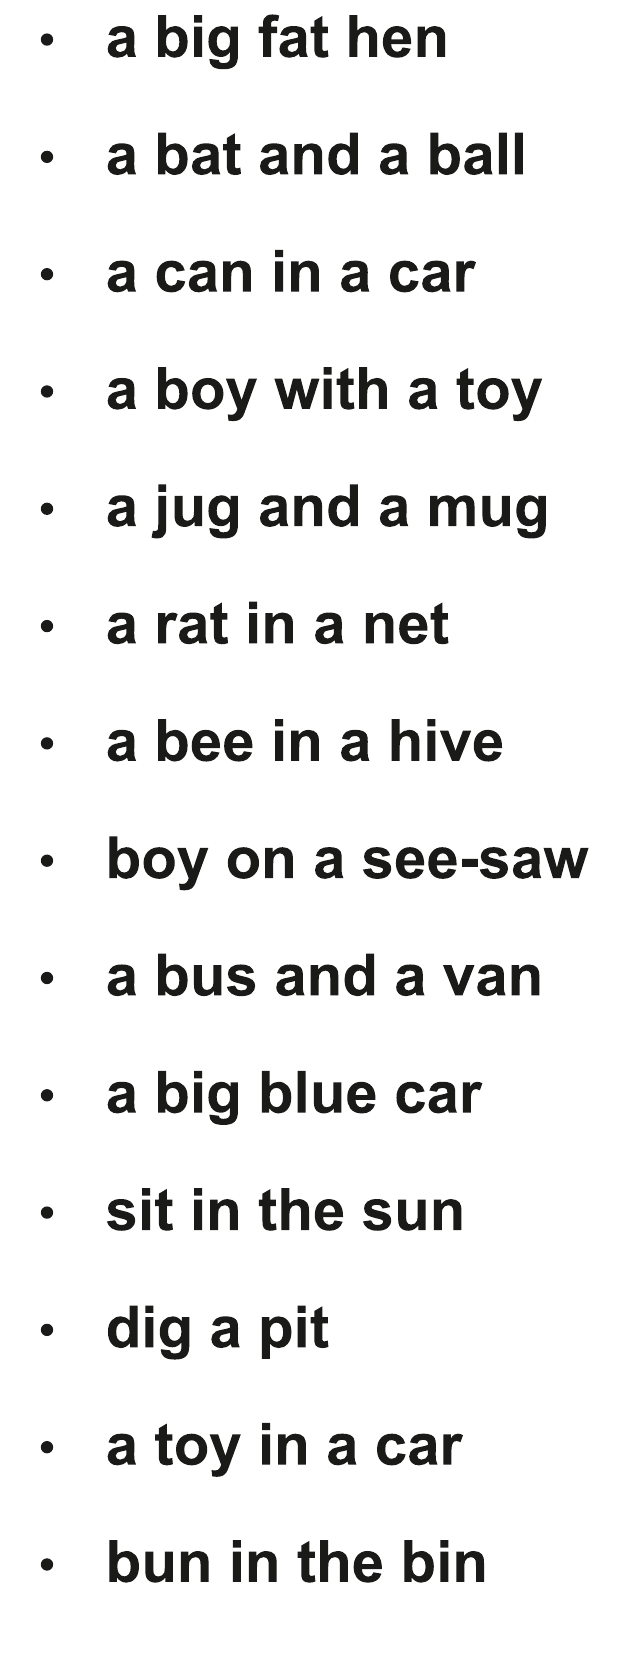 • a big fat hen
• a bat and a ball
• a can in a car
• a boy with a toy
• a jug and a mug
• a rat in a net
• a bee in a hive
• boy on a see-saw
• a bus and a van
• a big blue car
• sit in the sun
• dig a pit
• a toy in a car
• bun in the bin